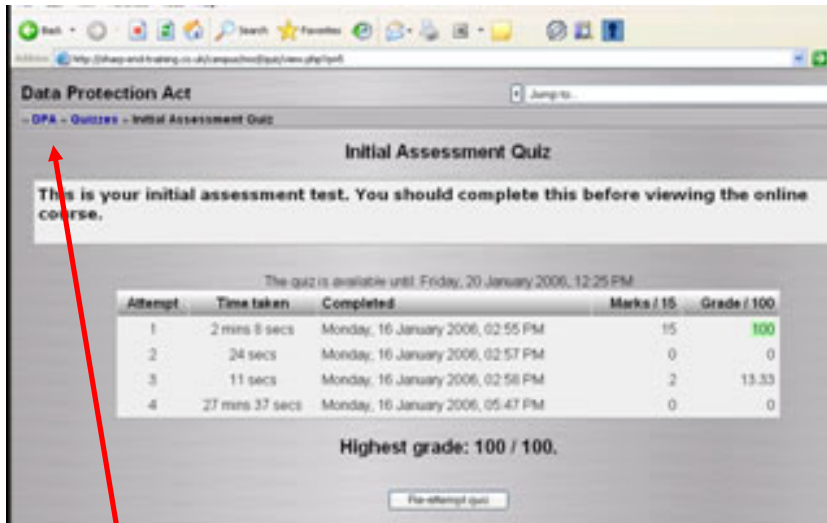 Back
Search
Favorites
Data Protection Act
Jump to...
» DPA » Quizzes » Initial Assessment Quiz
Initial Assessment Quiz
This is your initial assessment test. You should complete this before viewing the online
course.
The quiz is available until: Friday, 20 January 2006, 12:25 PM
Attempt Time taken Completed Marks / 15 Grade / 100
1 2 mins 8 secs Monday, 16 January 2006, 02:55 PM 15 100
2 24 secs Monday, 16 January 2006, 02:57 PM 0 0
3 11 secs Monday, 16 January 2006, 02:58 PM 2 13.33
4 27 mins 37 secs Monday, 16 January 2006, 05:47 PM 0 0
Highest grade: 100 / 100.
Re-attempt quiz